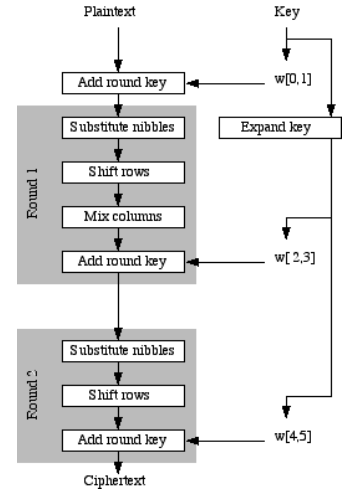 Plaintext
Key
Add round key
w[0,1]
Round 1
Substitute nibbles
Expand key
Shift rows
Mix columns
Add round key
w[ 2,3]
Round 2
Substitute nibbles
Shift rows
Add round key
w[4,5]
Ciphertext